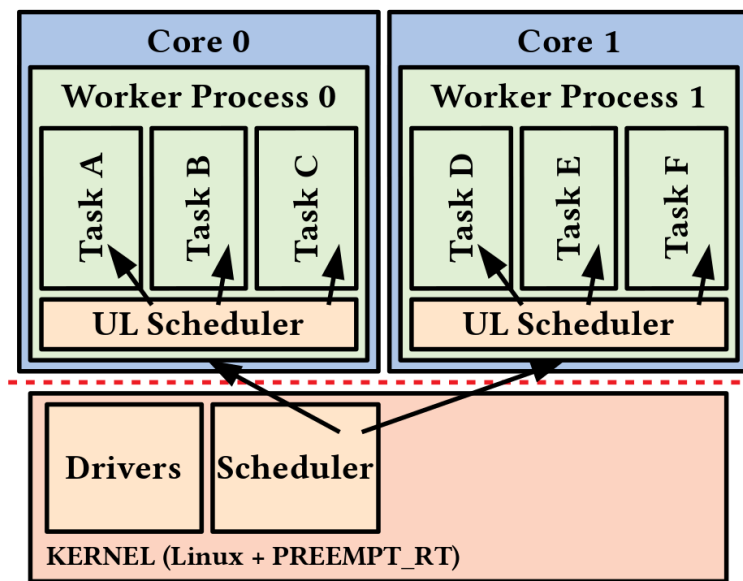 Core 0
Worker Process 0
Task A
Task B
Task C
UL Scheduler
Core 1
Worker Process 1
Task D
Task E
Task F
UL Scheduler
Drivers
Scheduler
KERNEL (Linux + PREEMPT_RT)